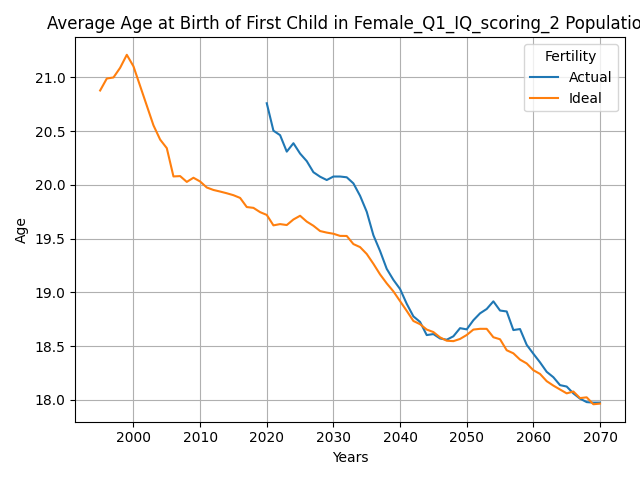 Average Age at Birth of First Child in Female_Q1_IQ_scoring_2 Populatio
Fertility
Actual
Ideal
21.0
20.5
20.0
19.5
19.0
18.5
18.0
Age
2000 2010 2020 2030 2040 2050 2060 2070
Years